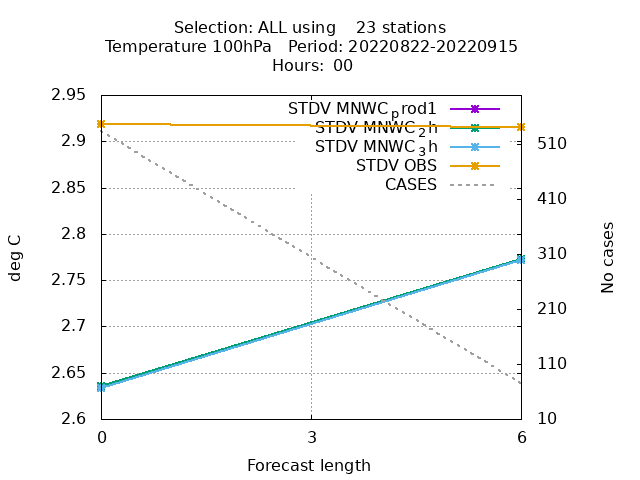 Selection: ALL using    23 stations
Temperature 100hPa   Period: 20220822-20220915
Hours:  00
STDV MNWC_prod1
STDV MNWC_2h
STDV MNWC_3h
STDV OBS
CASES
2.95
2.9
2.85
2.8
2.75
2.7
2.65
2.6
510
410
310
210
110
10
0 3 6
deg C
No cases
Forecast length